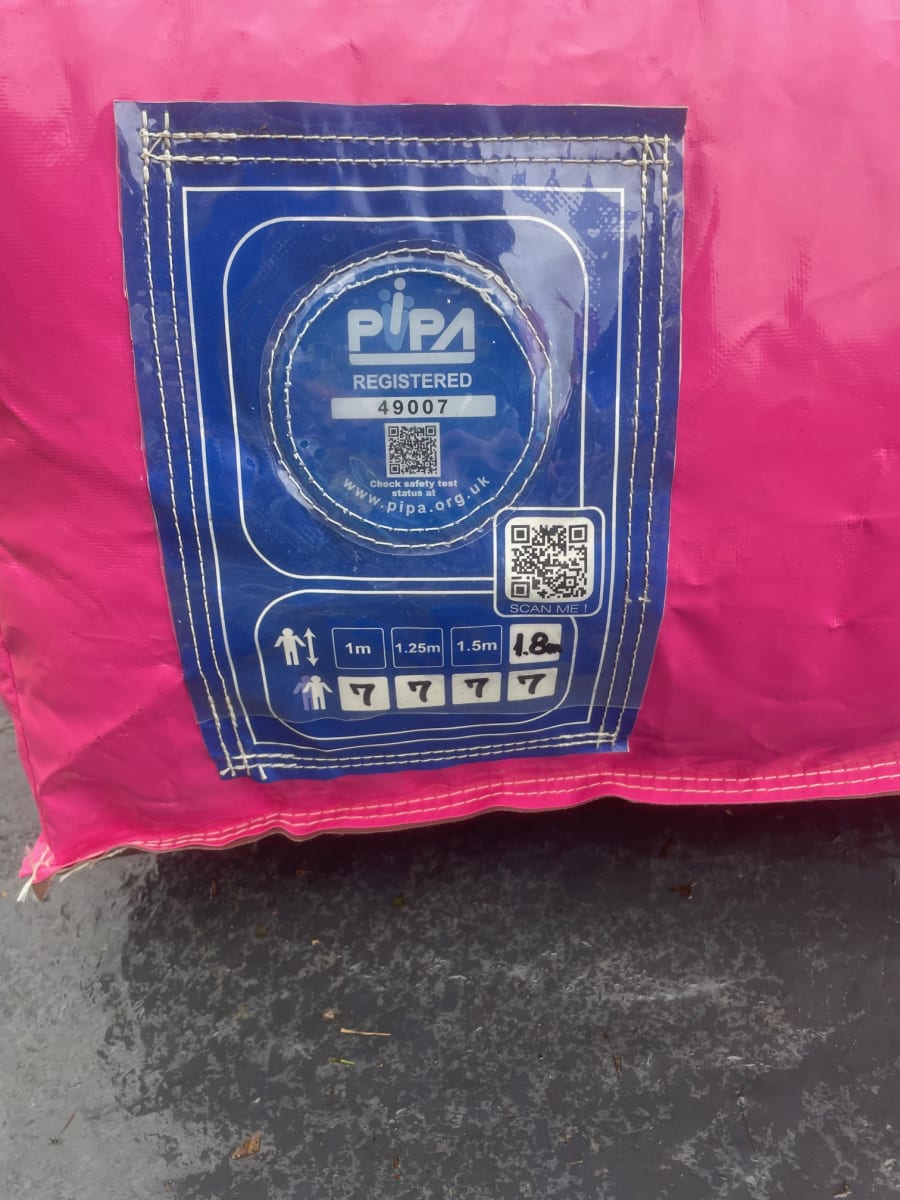 PIPA
REGISTERED
49007
Check safety test
status at
www.pipa.org.uk
SCAN ME !
1m 1.25m 1.5m 1.8m
7 7 7 7